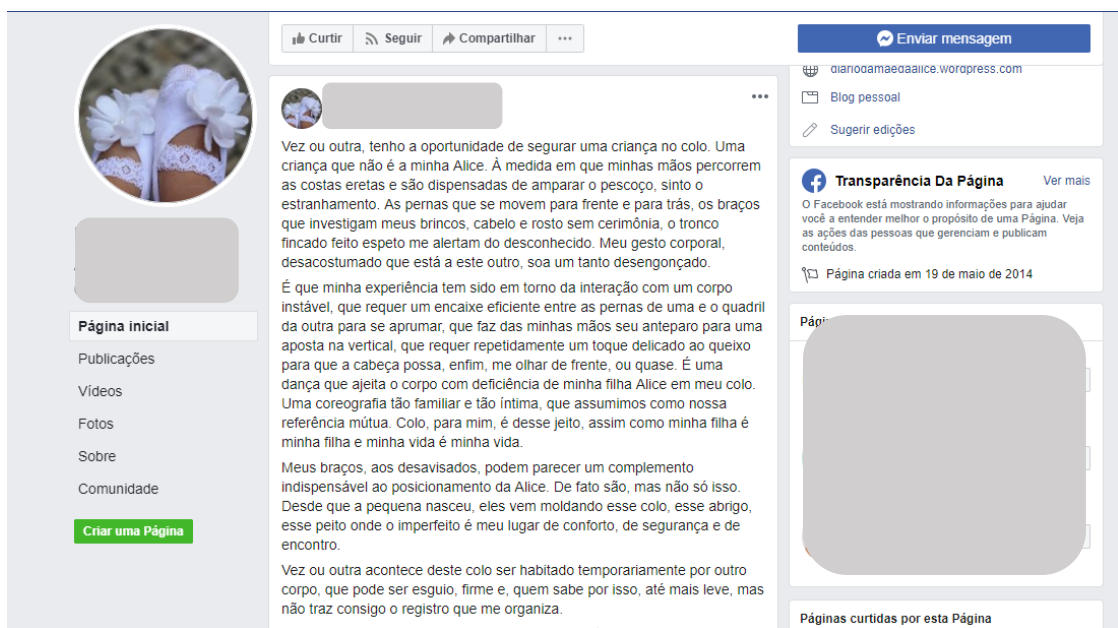 Curtir
Seguir
Compartilhar
Enviar mensagem
diariodamaedaalice.wordpress.com
Blog pessoal
Sugerir edições
Transparência Da Página
Ver mais
O Facebook está mostrando informações para ajudar
você a entender melhor o propósito de uma Página. Veja
as ações das pessoas que gerenciam e publicam
conteúdos.
Página criada em 19 de maio de 2014
Página inicial
Publicações
Vídeos
Fotos
Sobre
Comunidade
Criar uma Página
Vez ou outra, tenho a oportunidade de segurar uma criança no colo. Uma
criança que não é a minha Alice. À medida em que minhas mãos percorrem
as costas eretas e são dispensadas de amparar o pescoço, sinto o
estranhamento. As pernas que se movem para frente e para trás, os braços
que investigam meus brincos, cabelo e rosto sem cerimônia, o tronco
fincado feito espeto me alertam do desconhecido. Meu gesto corporal,
desacostumado que está a este outro, soa um tanto desengonçado.
É que minha experiência tem sido em torno da interação com um corpo
instável, que requer um encaixe eficiente entre as pernas de uma e o quadril
da outra para se aprumar, que faz das minhas mãos seu anteparo para uma
aposta na vertical, que requer repetidamente um toque delicado ao queixo
para que a cabeça possa, enfim, me olhar de frente, ou quase. É uma
dança que ajeita o corpo com deficiência de minha filha Alice em meu colo.
Uma coreografia tão familiar e tão íntima, que assumimos como nossa
referência mútua. Colo, para mim, é desse jeito, assim como minha filha é
minha filha e minha vida é minha vida.
Meus braços, aos desavisados, podem parecer um complemento
indispensável ao posicionamento da Alice. De fato são, mas não só isso.
Desde que a pequena nasceu, eles vem moldando esse colo, esse abrigo,
esse peito onde o imperfeito é meu lugar de conforto, de segurança e de
encontro.
Vez ou outra acontece deste colo ser habitado temporariamente por outro
corpo, que pode ser esguio, firme e, quem sabe por isso, até mais leve, mas
não traz consigo o registro que me organiza.
Páginas curtidas por esta Página